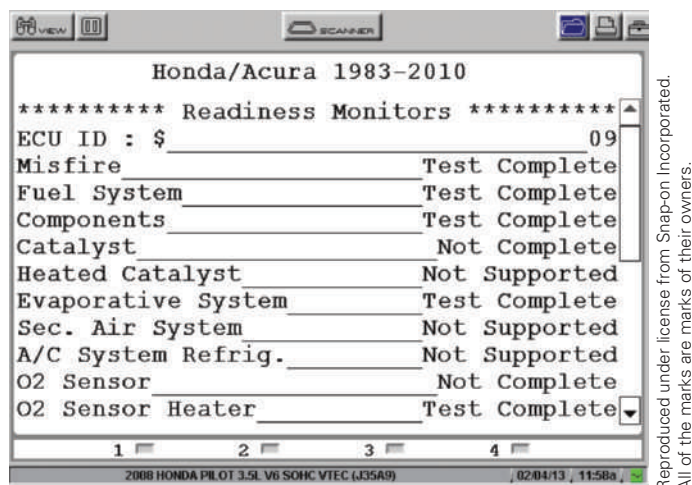 VIEW SCANNER
Honda/Acura 1983-2010
********** Readiness Monitors **********
ECU ID : $ 09
Misfire Test Complete
Fuel System Test Complete
Components Test Complete
Catalyst Not Complete
Heated Catalyst Not Supported
Evaporative System Test Complete
Sec. Air System Not Supported
A/C System Refrig. Not Supported
O2 Sensor Not Complete
O2 Sensor Heater Test Complete
1 2 3 4
2008 HONDA PILOT 3.5L V6 SOHC VTEC (J35A9) 02/04/13 11:58a
Reproduced under license from Snap-on Incorporated.
All of the marks are marks of their owners.